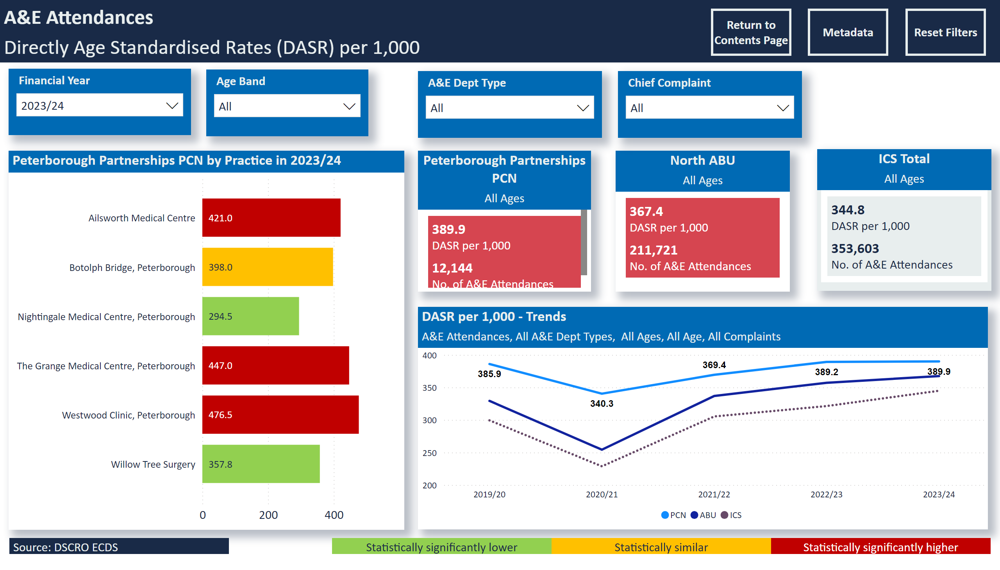 A&E Attendances
Directly Age Standardised Rates (DASR) per 1,000
Return to
Contents Page
Metadata
Reset Filters
Financial Year
2023/24
Age Band
All
A&E Dept Type
All
Chief Complaint
All
Peterborough Partnerships PCN by Practice in 2023/24
Ailsworth Medical Centre
421.0
Botolph Bridge, Peterborough
398.0
Nightingale Medical Centre, Peterborough
294.5
The Grange Medical Centre, Peterborough
447.0
Westwood Clinic, Peterborough
476.5
Willow Tree Surgery
357.8
0 200 400
Peterborough Partnerships
PCN
All Ages
389.9
DASR per 1,000
12,144
No. of A&E Attendances
North ABU
All Ages
367.4
DASR per 1,000
211,721
No. of A&E Attendances
ICS Total
All Ages
344.8
DASR per 1,000
353,603
No. of A&E Attendances
DASR per 1,000 - Trends
A&E Attendances, All A&E Dept Types, All Ages, All Age, All Complaints
400
350
300
250
200
385.9
340.3
369.4
389.2
389.9
2019/20 2020/21 2021/22 2022/23 2023/24
PCN ABU ICS
Source: DSCRO ECDS
Statistically significantly lower
Statistically similar
Statistically significantly higher